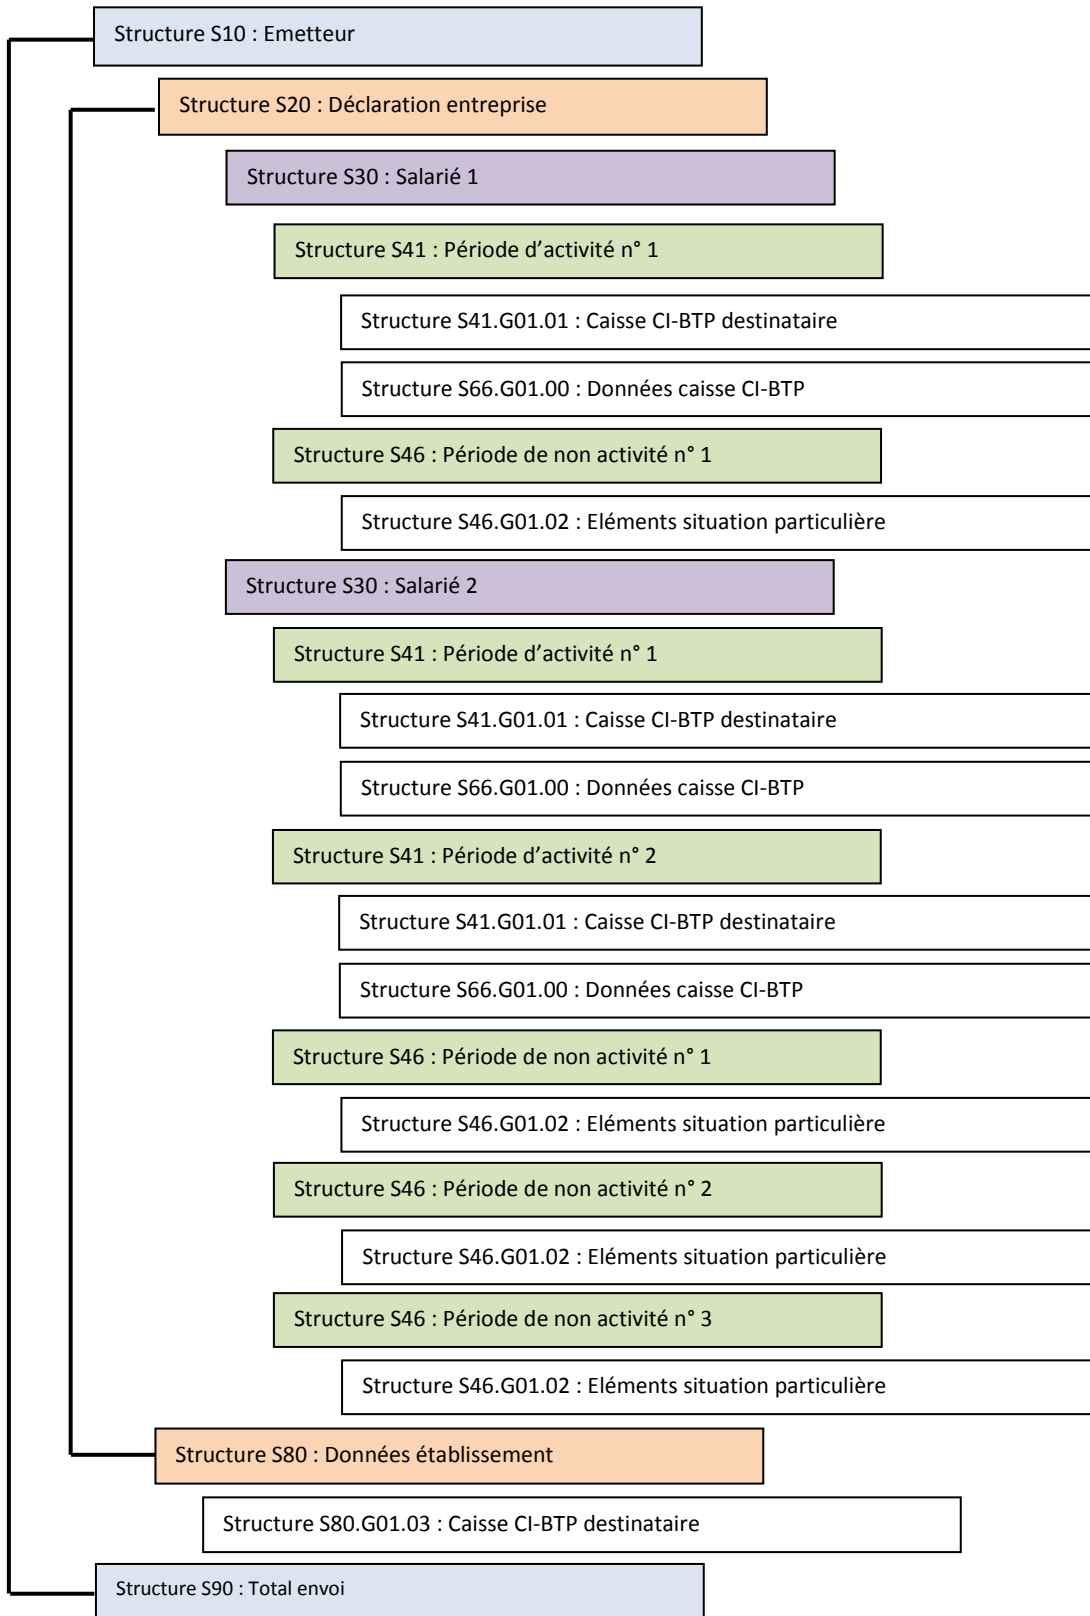 Structure S10 : Emetteur
Structure S20 : Déclaration entreprise
Structure S30 : Salarié 1
Structure S41 : Période d’activité n° 1
Structure S41.G01.01 : Caisse CI-BTP destinataire
Structure S66.G01.00 : Données caisse CI-BTP
Structure S46 : Période de non activité n° 1
Structure S46.G01.02 : Eléments situation particulière
Structure S30 : Salarié 2
Structure S41 : Période d’activité n° 1
Structure S41.G01.01 : Caisse CI-BTP destinataire
Structure S66.G01.00 : Données caisse CI-BTP
Structure S41 : Période d’activité n° 2
Structure S41.G01.01 : Caisse CI-BTP destinataire
Structure S66.G01.00 : Données caisse CI-BTP
Structure S46 : Période de non activité n° 1
Structure S46.G01.02 : Eléments situation particulière
Structure S46 : Période de non activité n° 2
Structure S46.G01.02 : Eléments situation particulière
Structure S46 : Période de non activité n° 3
Structure S46.G01.02 : Eléments situation particulière
Structure S80 : Données établissement
Structure S80.G01.03 : Caisse CI-BTP destinataire
Structure S90 : Total envoi